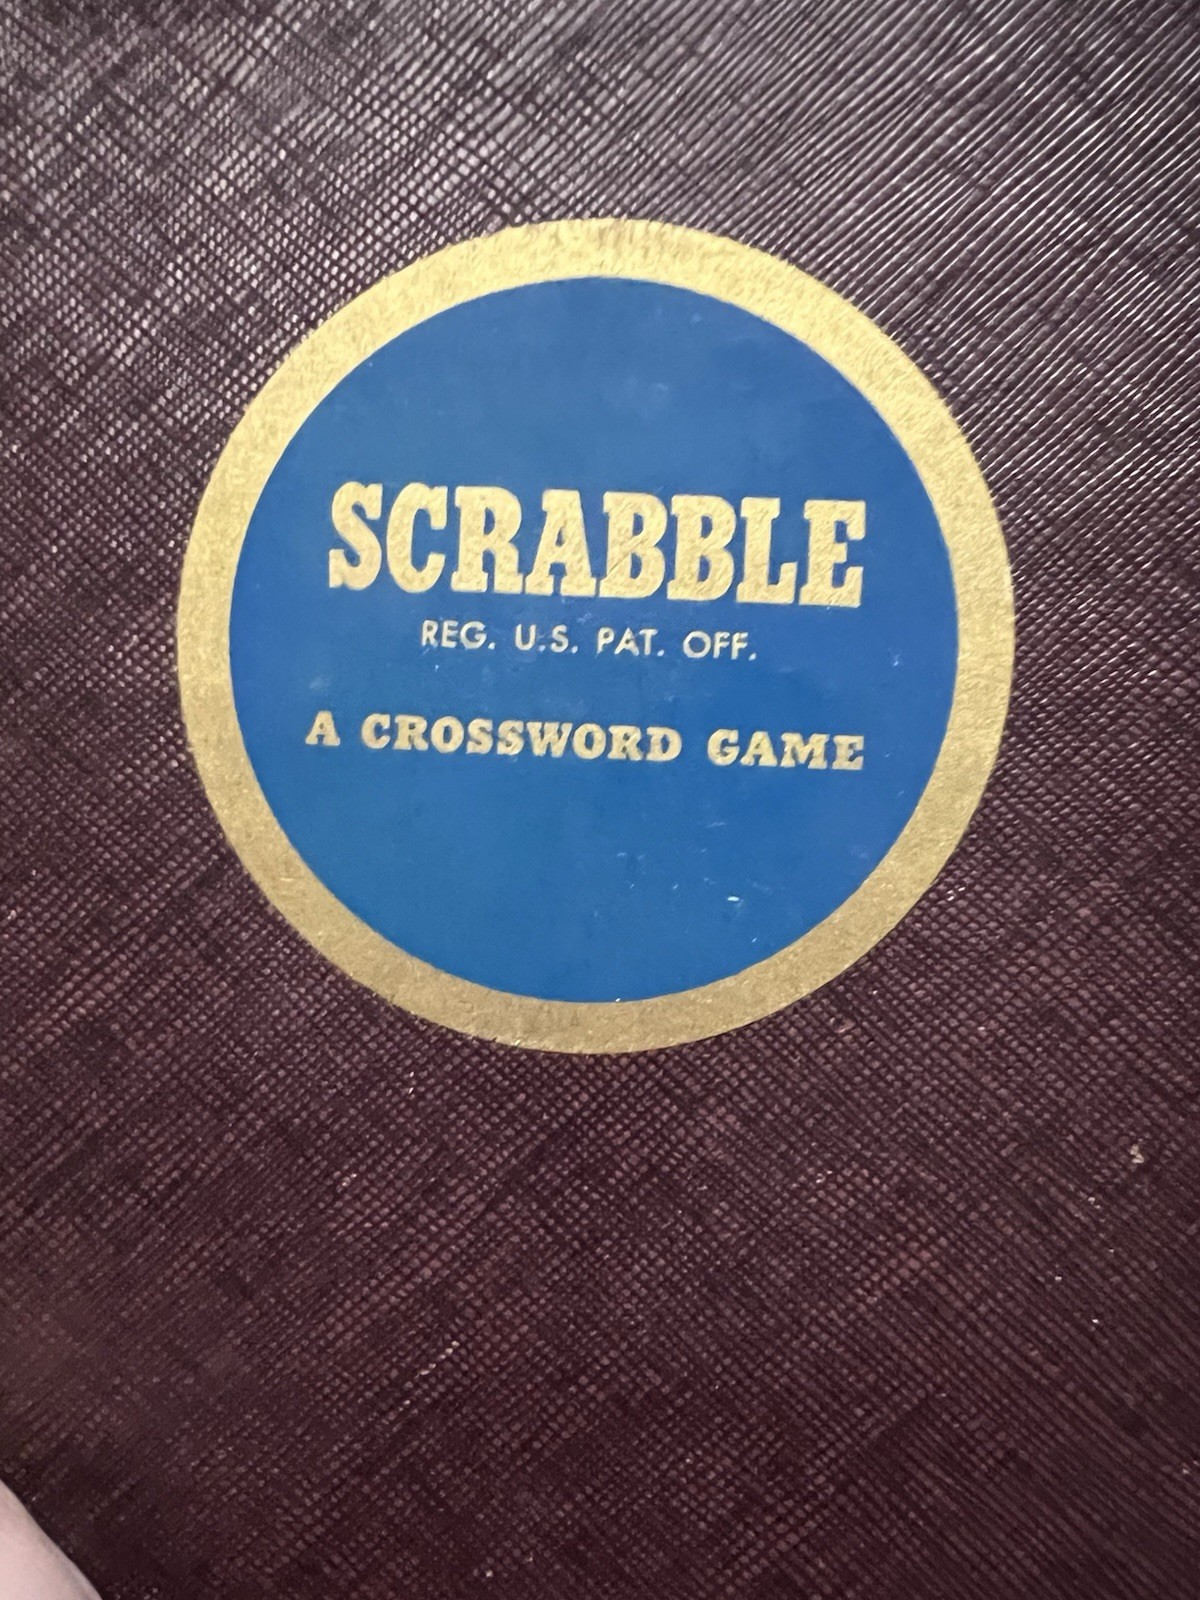 SCRABBLE
REG. U.S. PAT. OFF.
A CROSSWORD GAME